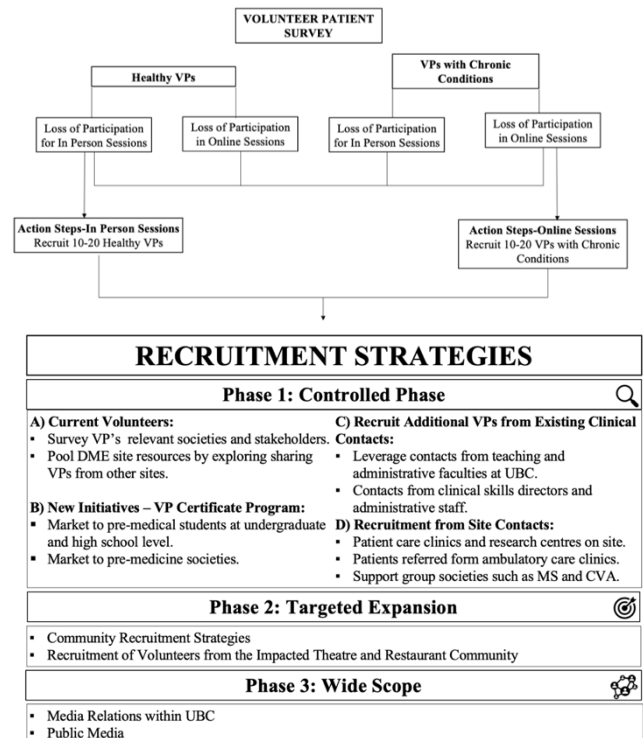 VOLUNTEER PATIENT
SURVEY
Healthy VPs
VPs with Chronic
Conditions
Loss of Participation
for In Person Sessions
Loss of Participation
in Online Sessions
Loss of Participation
for In Person Sessions
Loss of Participation
in Online Sessions
Action Steps-In Person Sessions
Recruit 10-20 Healthy VPs
Action Steps-Online Sessions
Recruit 10-20 VPs with Chronic
Conditions
RECRUITMENT STRATEGIES
Phase 1: Controlled Phase
A) Current Volunteers:
▪ Survey VP's relevant societies and stakeholders.
▪ Pool DME site resources by exploring sharing
VPs from other sites.
B) New Initiatives – VP Certificate Program:
▪ Market to pre-medical students at undergraduate
and high school level.
▪ Market to pre-medicine societies.
C) Recruit Additional VPs from Existing Clinical
Contacts:
▪ Leverage contacts from teaching and
administrative faculties at UBC.
▪ Contacts from clinical skills directors and
administrative staff.
D) Recruitment from Site Contacts:
▪ Patient care clinics and research centres on site.
▪ Patients referred form ambulatory care clinics.
▪ Support group societies such as MS and CVA.
Phase 2: Targeted Expansion
▪ Community Recruitment Strategies
▪ Recruitment of Volunteers from the Impacted Theatre and Restaurant Community
Phase 3: Wide Scope
▪ Media Relations within UBC
▪ Public Media